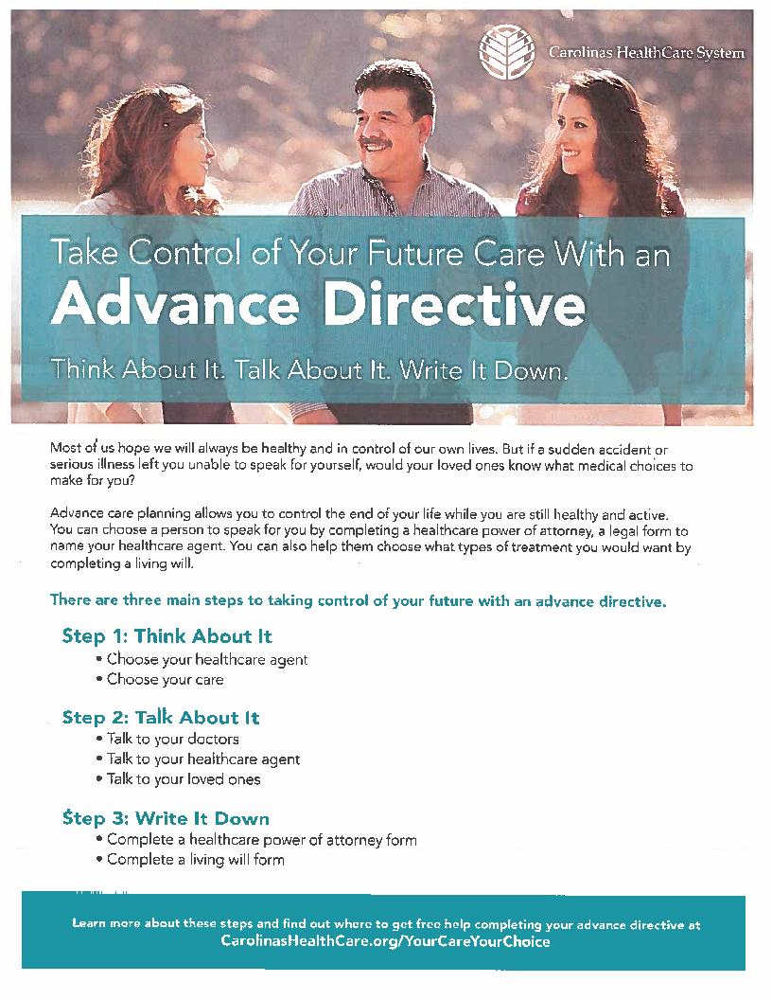 Carolinas HealthCare System
Take Control of Your Future Care With an
Advance Directive
Think About It. Talk About It. Write It Down.
Most of us hope we will always be healthy and in control of our own lives. But if a sudden accident or
serious illness left you unable to speak for yourself, would your loved ones know what medical choices to
make for you?
Advance care planning allows you to control the end of your life while you are still healthy and active.
You can choose a person to speak for you by completing a healthcare power of attorney, a legal form to
name your healthcare agent. You can also help them choose what types of treatment you would want by
completing a living will.
There are three main steps to taking control of your future with an advance directive.
Step 1: Think About It
• Choose your healthcare agent
• Choose your care
Step 2: Talk About It
• Talk to your doctors
• Talk to your healthcare agent
• Talk to your loved ones
Step 3: Write It Down
• Complete a healthcare power of attorney form
• Complete a living will form
Learn more about these steps and find out where to get free help completing your advance directive at
CarolinasHealthCare.org/YourCareYourChoice